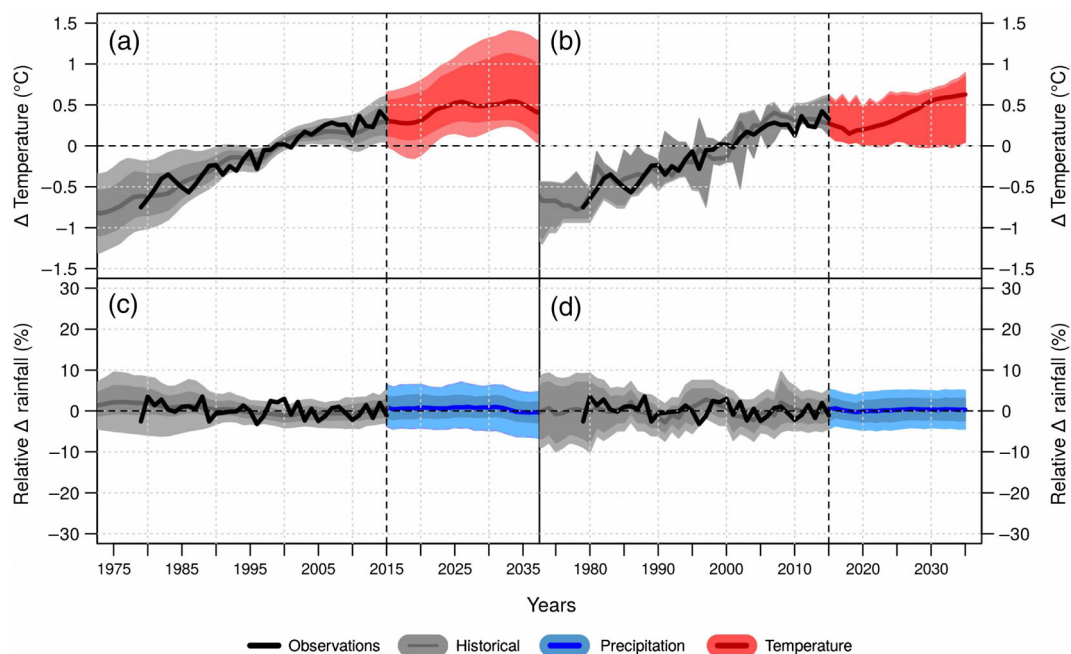 (a)
(b)
1.5
1
0.5
0
−0.5
−1
−1.5
Δ Temperature (°C)
1.5
1
0.5
0
−0.5
−1
−1.5
Δ Temperature (°C)
(c)
(d)
30
20
10
0
−10
−20
−30
Relative Δ rainfall (%)
30
20
10
0
−10
−20
−30
Relative Δ rainfall (%)
1975 1985 1995 2005 2015 2025 2035 1980 1990 2000 2010 2020 2030
Years
Observations Historical Precipitation Temperature